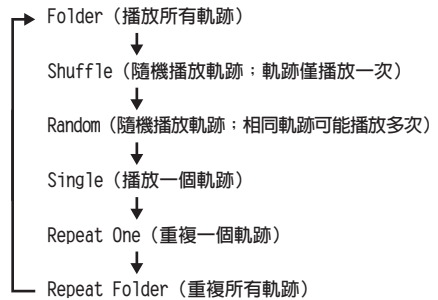 Folder（播放所有軌跡）
Shuffle（隨機播放軌跡；軌跡僅播放一次）
Random（隨機播放軌跡；相同軌跡可能播放多次）
Single（播放一個軌跡）
Repeat One（重複一個軌跡）
Repeat Folder（重複所有軌跡）